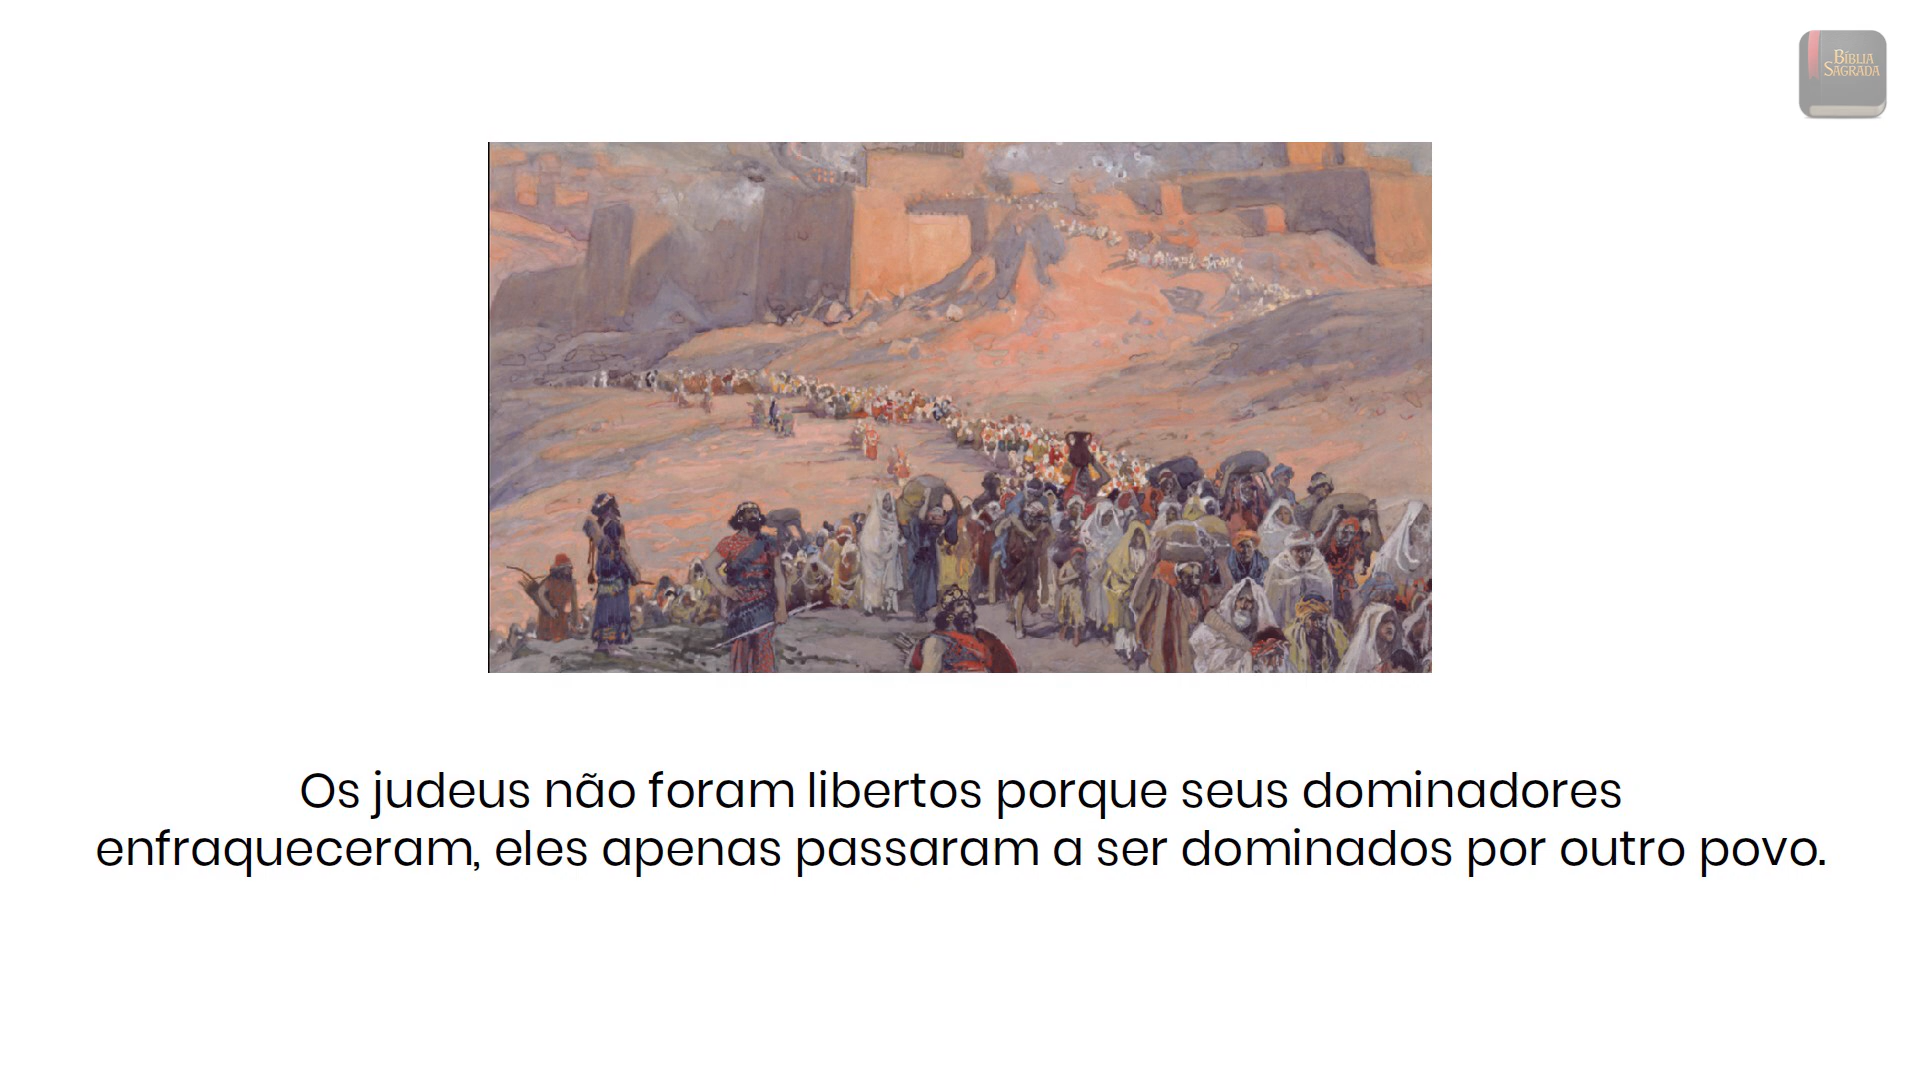 BÍBLIA
SAGRADA
Os judeus não foram libertos porque seus dominadores
enfraqueceram, eles apenas passaram a ser dominados por outro povo.